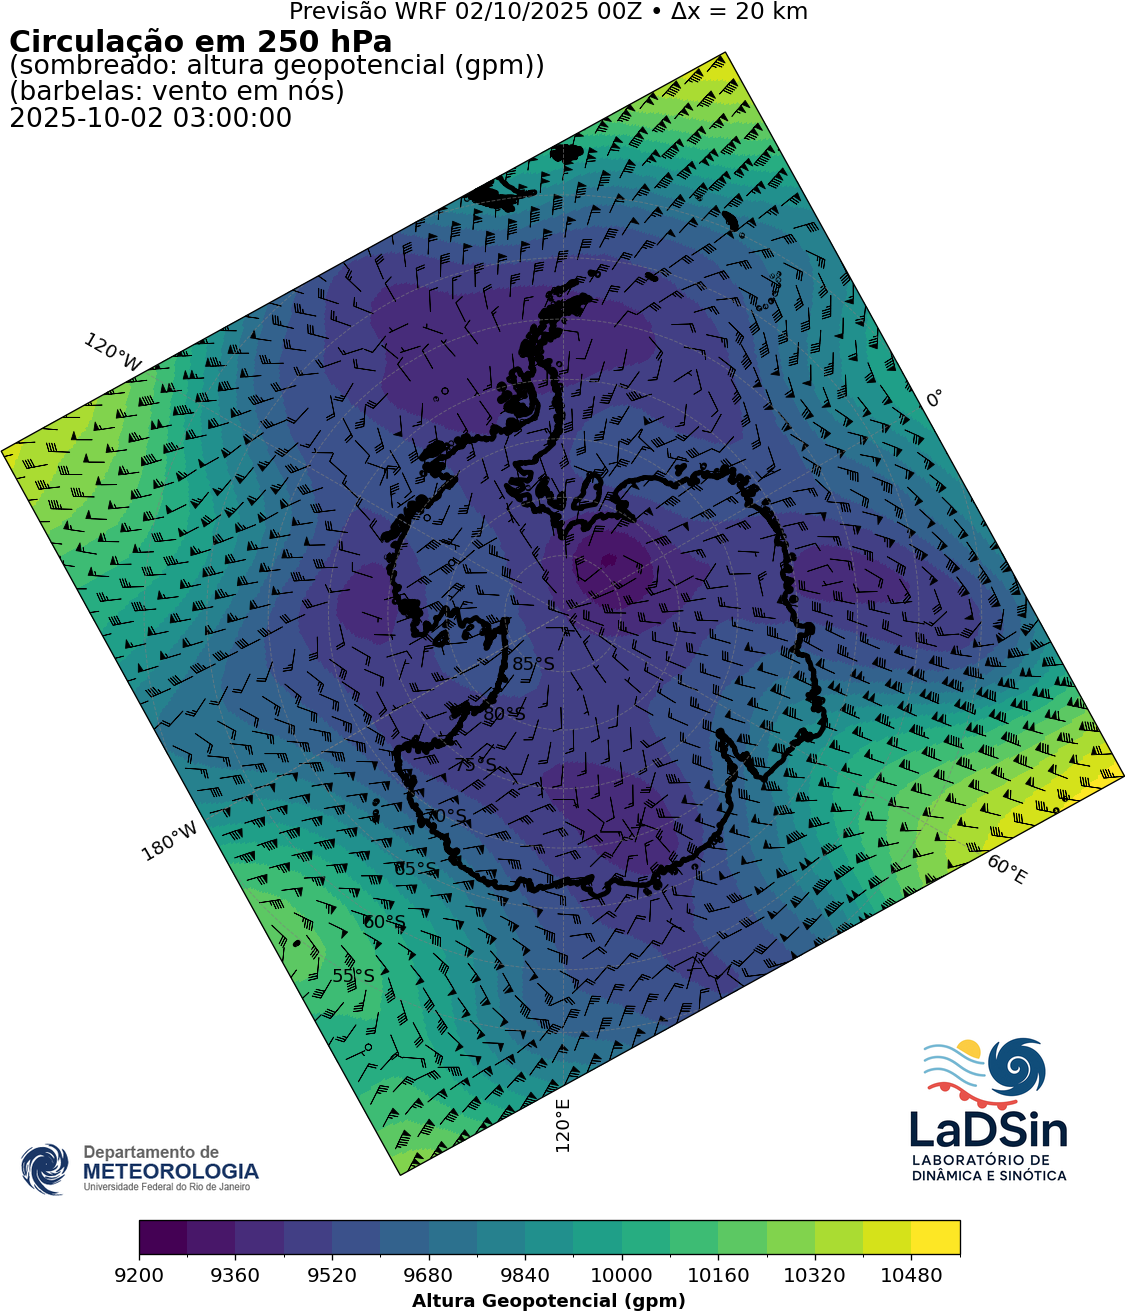 Previsão WRF 02/10/2025 00Z • Δx = 20 km
Circulação em 250 hPa
(sombreado: altura geopotencial (gpm))
(barbelas: vento em nós)
2025-10-02 03:00:00
120°W
0°
85°S
80°S
75°S
70°S
180°W
65°S
60°E
60°S
55°S
120°E
LaDSin
LABORATÓRIO DE
DINÂMICA E SINÓTICA
Departamento de
METEOROLOGIA
Universidade Federal do Rio de Janeiro
9200 9360 9520 9680 9840 10000 10160 10320 10480
Altura Geopotencial (gpm)